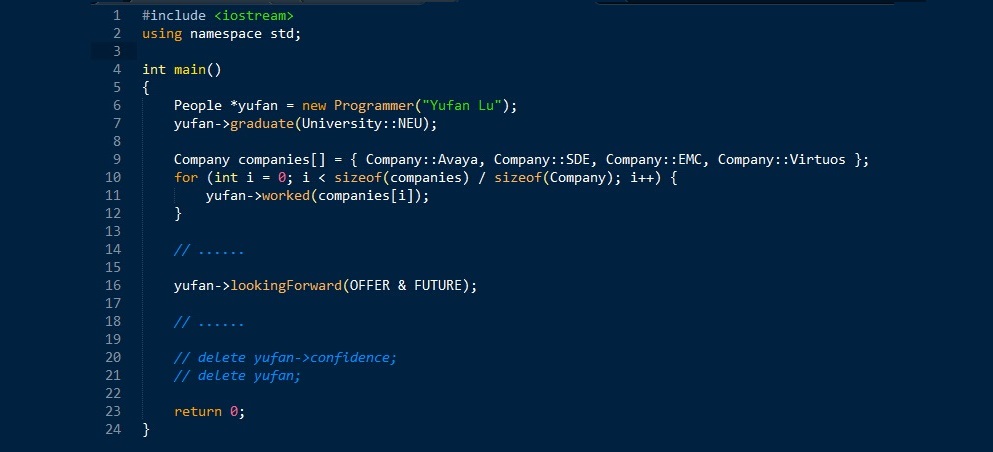 1 #include <iostream>
2 using namespace std;
3
4 int main()
5 {
6 People *yufan = new Programmer("Yufan Lu");
7 yufan->graduate(University::NEU);
8
9 Company companies[] = { Company::Avaya, Company::SDE, Company::EMC, Company::Virtuos };
10 for (int i = 0; i < sizeof(companies) / sizeof(Company); i++) {
11 yufan->worked(companies[i]);
12 }
13
14 // ......
15
16 yufan->lookingForward(OFFER & FUTURE);
17
18 // ......
19
20 // delete yufan->confidence;
21 // delete yufan;
22
23 return 0;
24 }